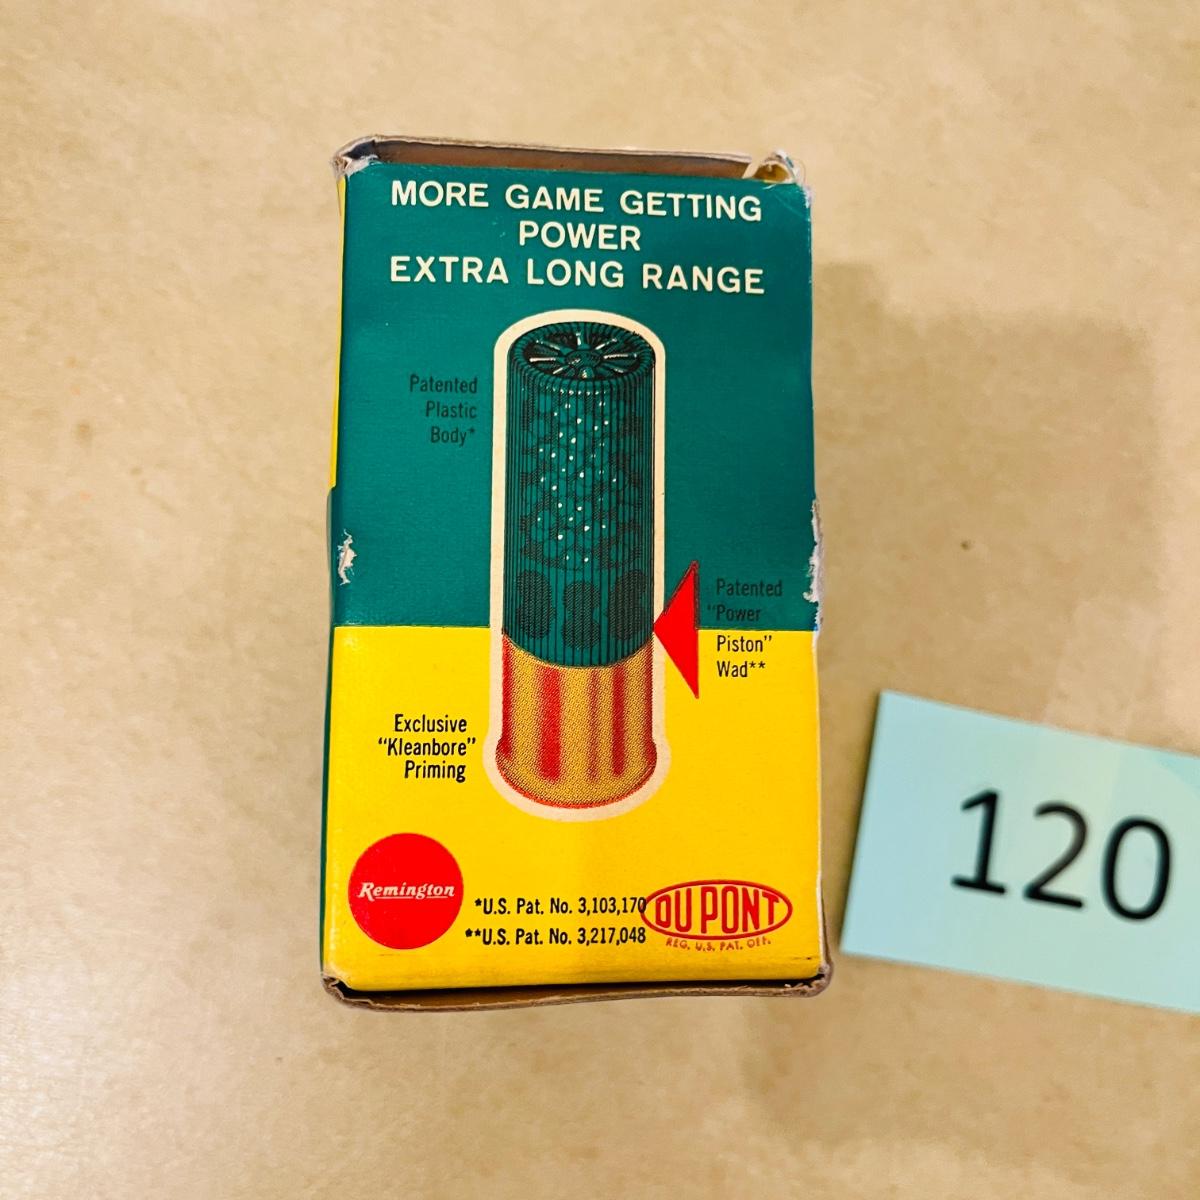 MORE GAME GETTING
POWER
EXTRA LONG RANGE
Patented
Plastic
Body*
Patented
"Power
Piston"
Wad**
Exclusive
"Kleanbore"
Priming
Remington
*U.S. Pat. No. 3,103,170
**U.S. Pat. No. 3,217,048
DU PONT
REG. U.S. PAT. OFF.
120